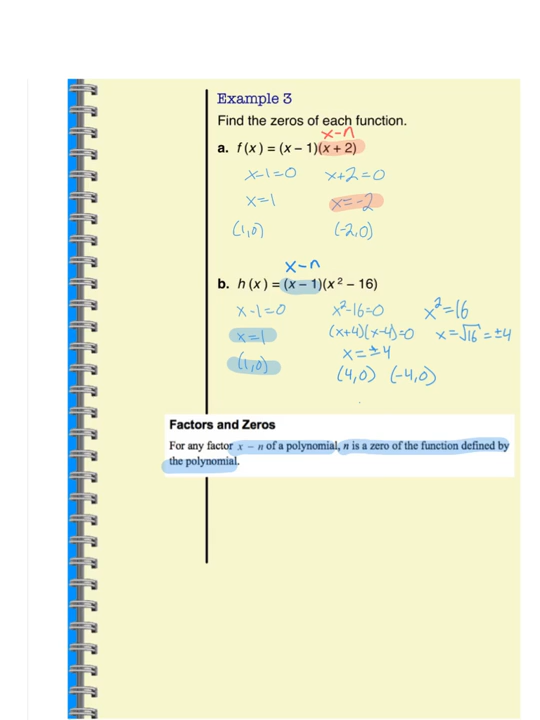 Example 3
Find the zeros of each function.
x-n
a. f(x) = (x – 1)(x + 2)
x-1=0 x+2=0
x=1 x=-2
(1,0) (-2,0)
x-n
b. h(x) = (x – 1)(x² – 16)
x-1=0 x²-16=0 x²=16
x=1 (x+4)(x-4)=0 x=√16=±4
(1,0) x=±4
(4,0) (-4,0)
Factors and Zeros
For any factor x − n of a polynomial, n is a zero of the function defined by
the polynomial.